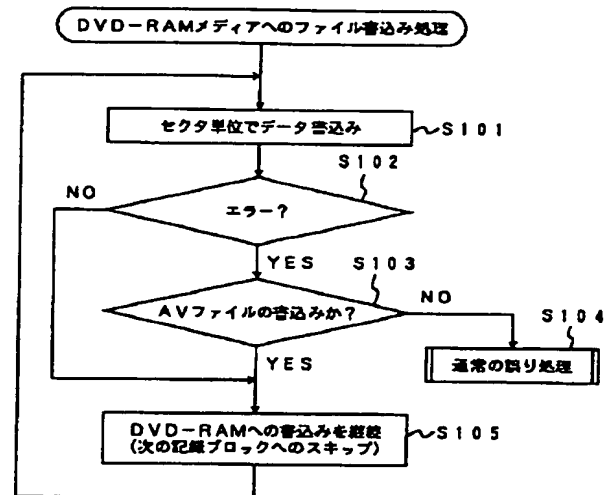 DVD－RAMメディアへのファイル書込み処理
セクタ単位でデータ書込み
S101
S102
エラー？
NO
YES
S103
AVファイルの書込みか？
NO
S104
YES
通常の誤り処理
DVD－RAMへの書込みを継続
(次の記録ブロックへのスキップ)
S105